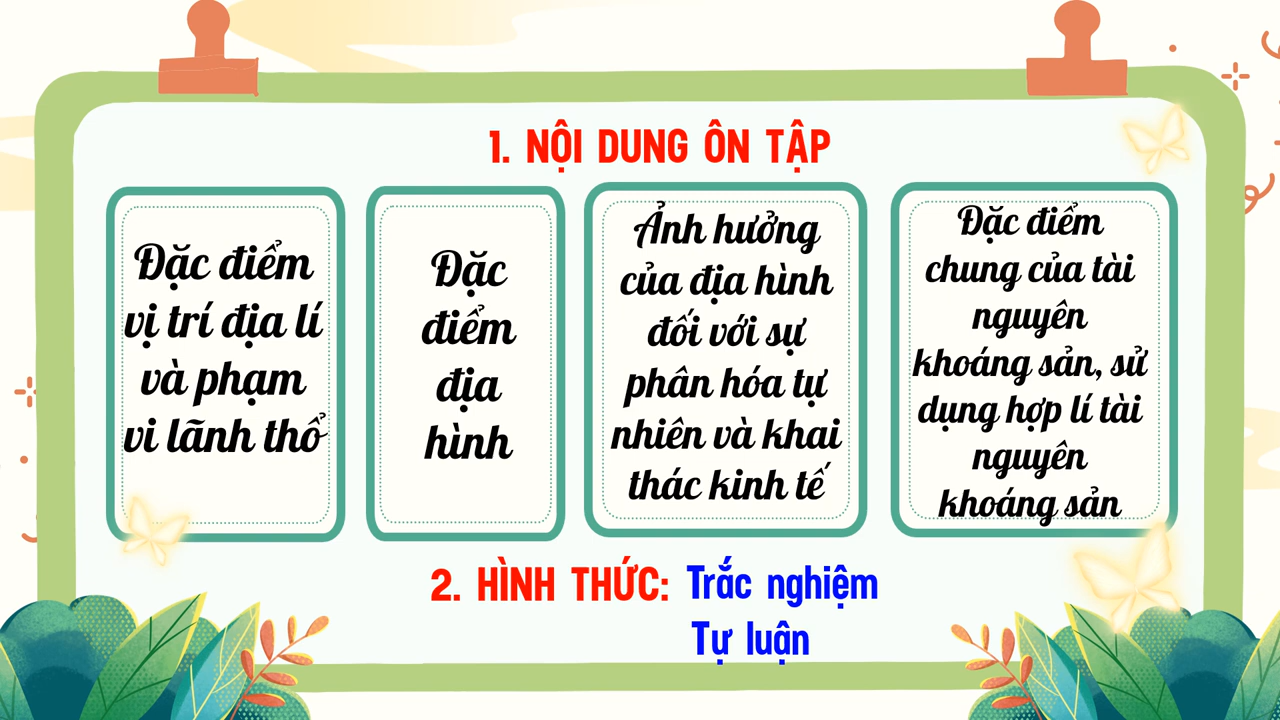 1. NỘI DUNG ÔN TẬP
Đặc điểm
vị trí địa lí
và phạm
vi lãnh thổ
Đặc
điểm
địa
hình
Ảnh hưởng
của địa hình
đối với sự
phân hóa tự
nhiên và khai
thác kinh tế
Đặc điểm
chung của tài
nguyên
khoáng sản, sử
dụng hợp lí tài
nguyên
khoáng sản
2. HÌNH THỨC: Trắc nghiệm
Tự luận